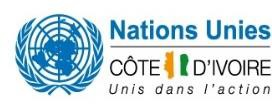 Nations Unies
CÔTE D'IVOIRE
Unis dans l'action